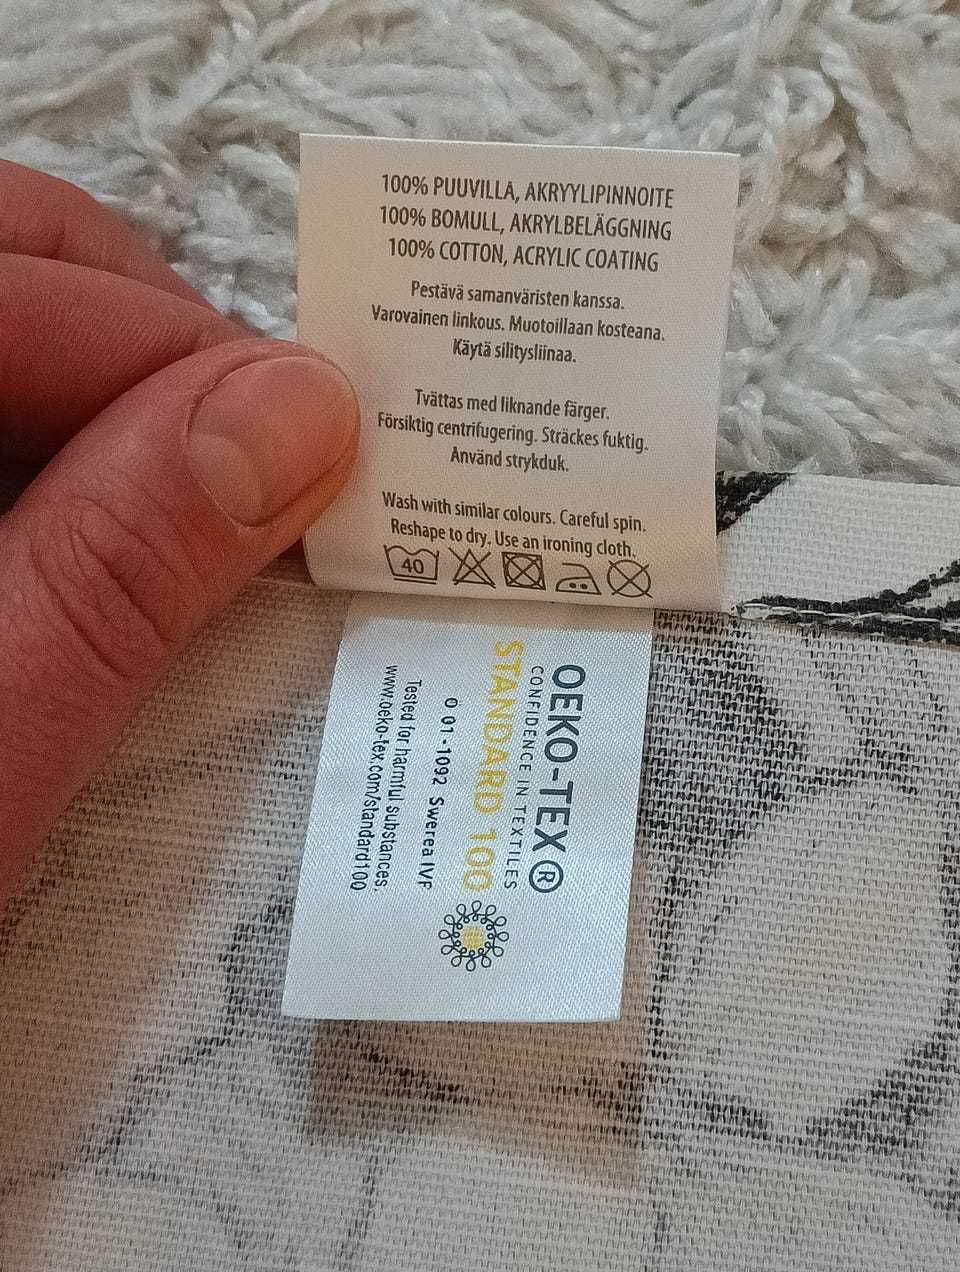 100% PUUVILLA, AKRYYLIPINNOITE
100% BOMULL, AKRYLBELÄGGNING
100% COTTON, ACRYLIC COATING
Pestävä samanväristen kanssa.
Varovainen linkous. Muotoillaan kosteana.
Käytä silitysliinaa.
Tvättas med liknande färger.
Försiktig centrifugering. Sträckes fuktig.
Använd strykduk.
Wash with similar colours. Careful spin.
Reshape to dry. Use an ironing cloth.
40
OEKO-TEX®
CONFIDENCE IN TEXTILES
STANDARD 100
0 01-1092 Swerea IVF
Tested for harmful substances.
www.oeko-tex.com/standard100